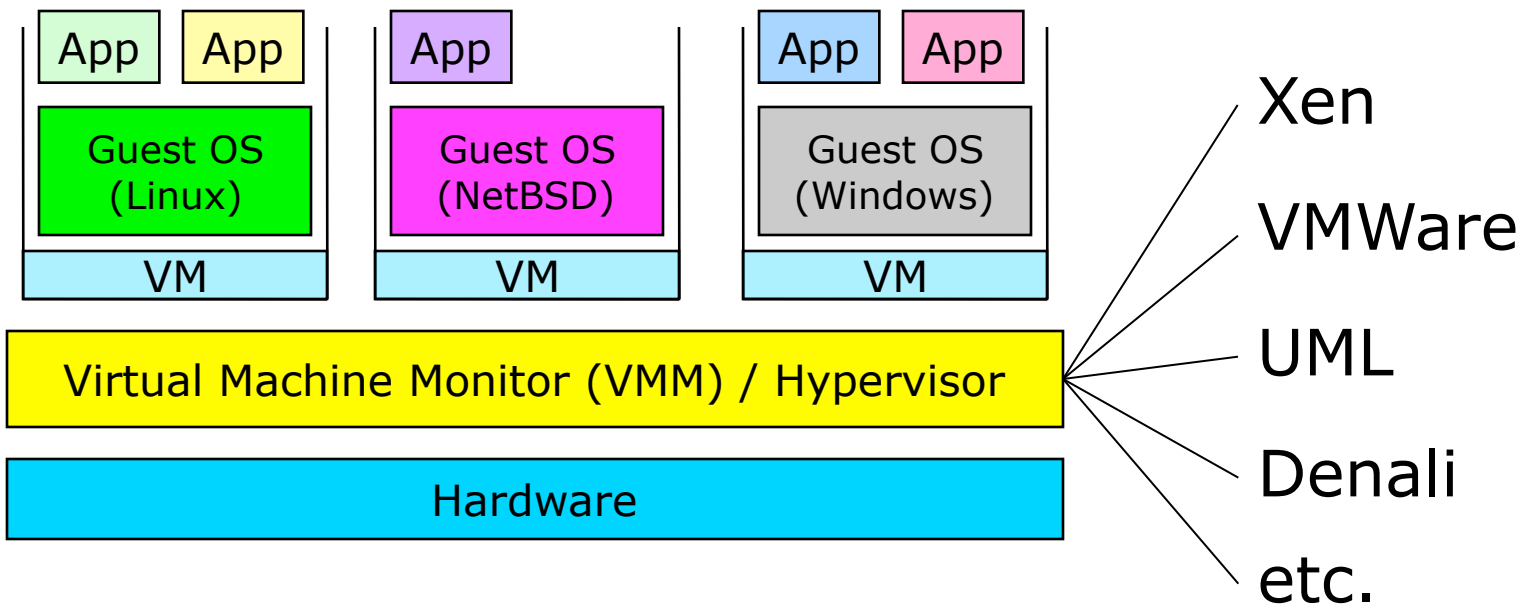 App
App
App
App
App
Guest OS
(Linux)
Guest OS
(NetBSD)
Guest OS
(Windows)
VM
VM
VM
Virtual Machine Monitor (VMM) / Hypervisor
Hardware
Xen
VMWare
UML
Denali
etc.